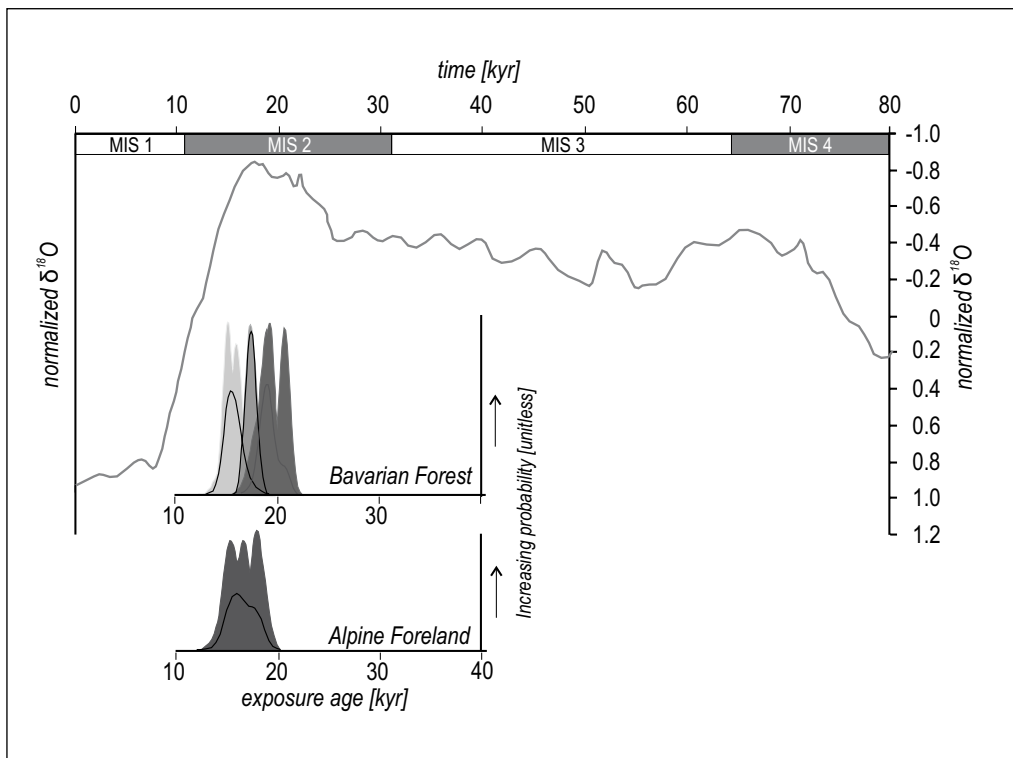 time [kyr]
0 10 20 30 40 50 60 70 80
MIS 1 MIS 2 MIS 3 MIS 4
-1.0
-0.8
-0.6
-0.4
-0.2
0
0.2
0.4
0.6
0.8
1.0
1.2
normalized δ¹⁸O
normalized δ¹⁸O
Bavarian Forest
10 20 30
Increasing probability [unitless]
Alpine Foreland
10 20 30 40
exposure age [kyr]